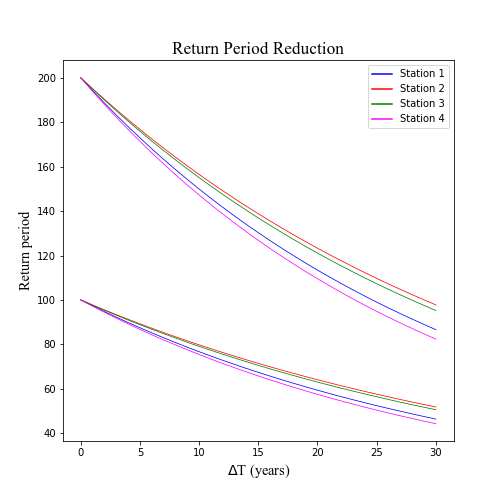 Return Period Reduction
Station 1
Station 2
Station 3
Station 4
Return period
200
180
160
140
120
100
80
60
40
0 5 10 15 20 25 30
ΔT (years)